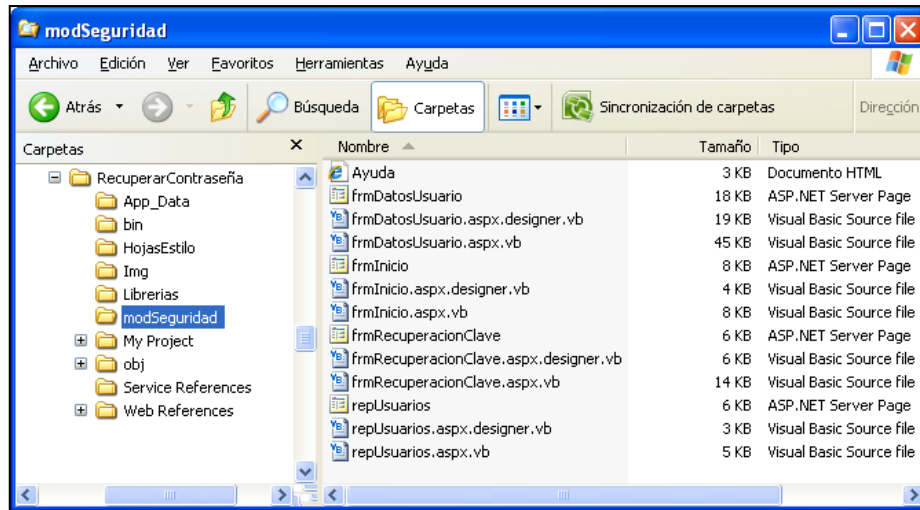 modSeguridad
Archivo Edición Ver Favoritos Herramientas Ayuda
Atrás Búsqueda Carpetas Sincronización de carpetas Dirección
Carpetas
RecuperarContraseña
App_Data
bin
HojasEstilo
Img
Librerias
modSeguridad
My Project
obj
Service References
Web References
Nombre Tamaño Tipo
Ayuda 3 KB Documento HTML
frmDatosUsuario 18 KB ASP.NET Server Page
frmDatosUsuario.aspx.designer.vb 19 KB Visual Basic Source file
frmDatosUsuario.aspx.vb 45 KB Visual Basic Source file
frmInicio 8 KB ASP.NET Server Page
frmInicio.aspx.designer.vb 4 KB Visual Basic Source file
frmInicio.aspx.vb 8 KB Visual Basic Source file
frmRecuperacionClave 6 KB ASP.NET Server Page
frmRecuperacionClave.aspx.designer.vb 6 KB Visual Basic Source file
frmRecuperacionClave.aspx.vb 14 KB Visual Basic Source file
repUsuarios 6 KB ASP.NET Server Page
repUsuarios.aspx.designer.vb 3 KB Visual Basic Source file
repUsuarios.aspx.vb 5 KB Visual Basic Source file